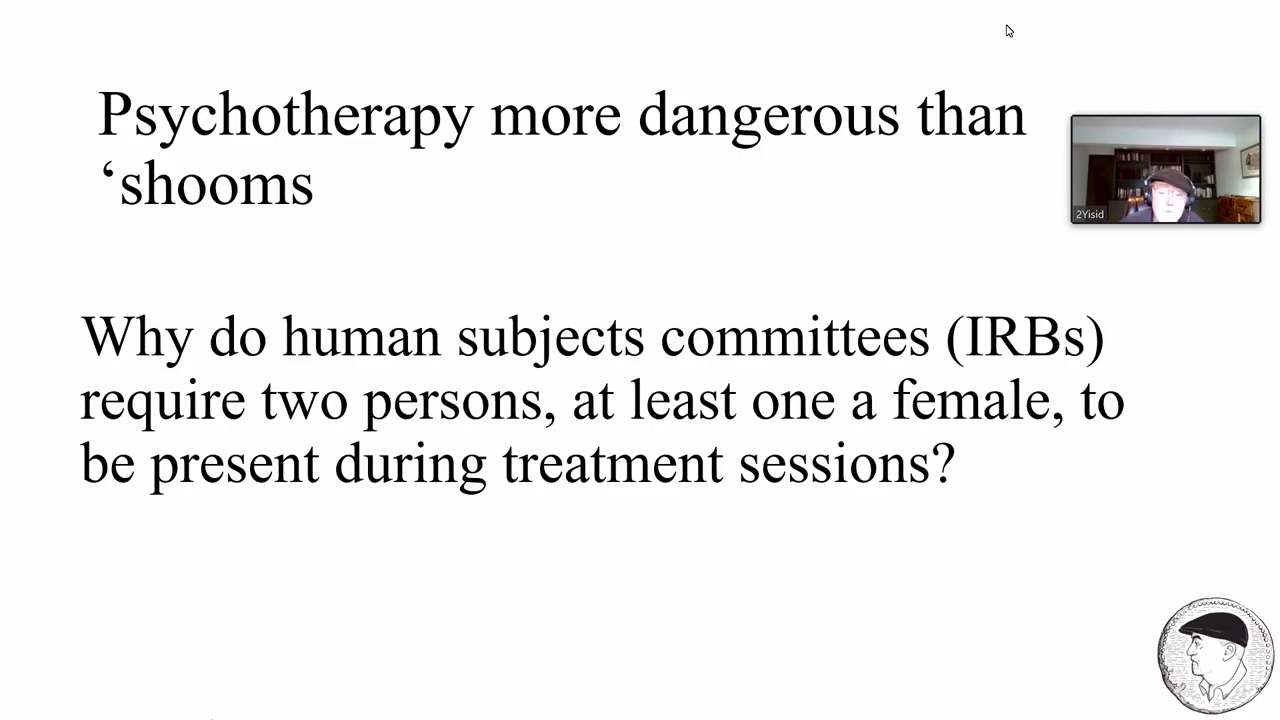 Psychotherapy more dangerous than
‘shooms
2Yisid
Why do human subjects committees (IRBs)
require two persons, at least one a female, to
be present during treatment sessions?